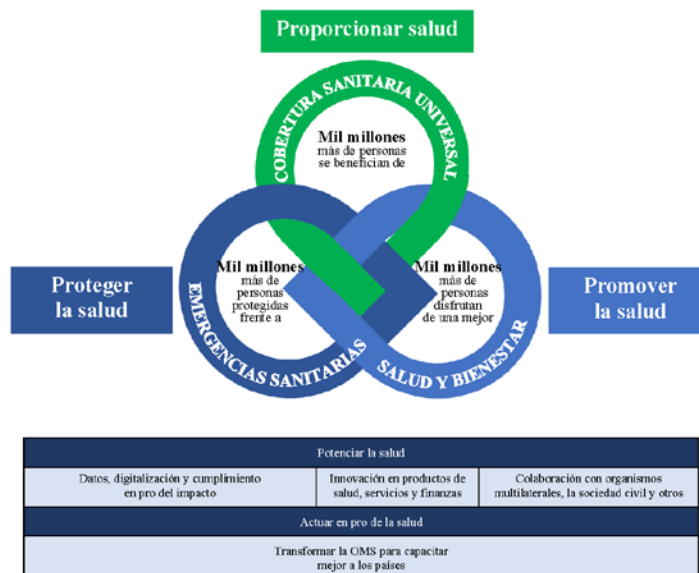 Proporcionar salud
COBERTURA SANITARIA UNIVERSAL
Mil millones
más de personas
se benefician de
Proteger
la salud
Mil millones
más de
personas
protegidas
frente a
EMERGENCIAS SANITARIAS
Mil millones
más de
personas
disfrutan
de una mejor
SALUD Y BIENESTAR
Promover
la salud
Potenciar la salud
Datos, digitalización y cumplimiento
en pro del impacto
Innovación en productos de
salud, servicios y finanzas
Colaboración con organismos
multilaterales, la sociedad civil y otros
Actuar en pro de la salud
Transformar la OMS para capacitar
mejor a los países